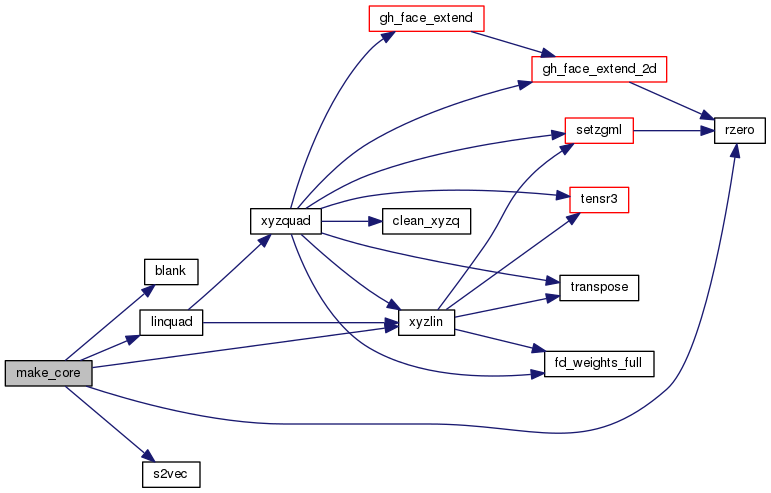 gh_face_extend
gh_face_extend_2d
setzgml
rzero
tensr3
xyzquad
clean_xyzq
blank
transpose
linquad
xyzlin
fd_weights_full
make_core
s2vec